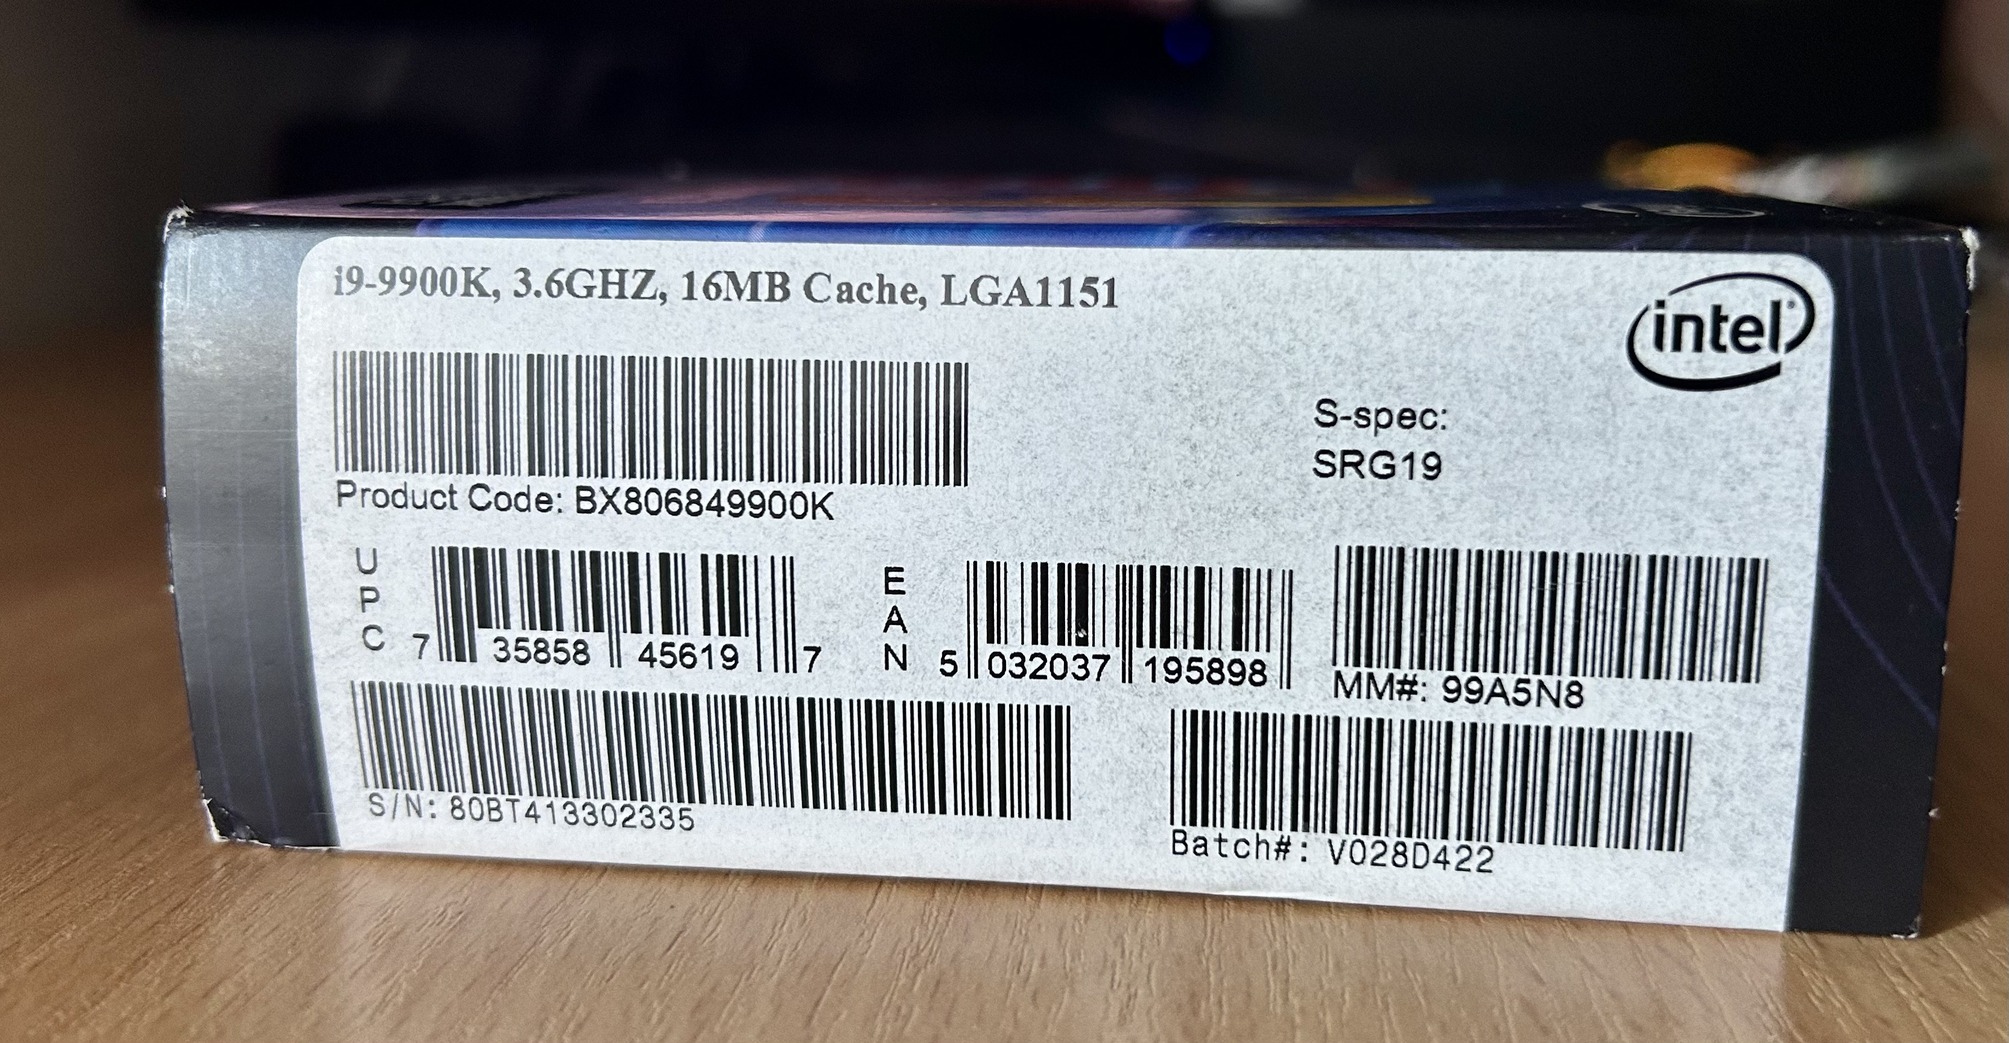 i9-9900K, 3.6GHZ, 16MB Cache, LGA1151
intel®
S-spec:
SRG19
Product Code: BX806849900K
UPC
7 35858 45619 7
EAN
5 032037 195898
MM#: 99A5N8
S/N: 80BT413302335
Batch#: V028D422